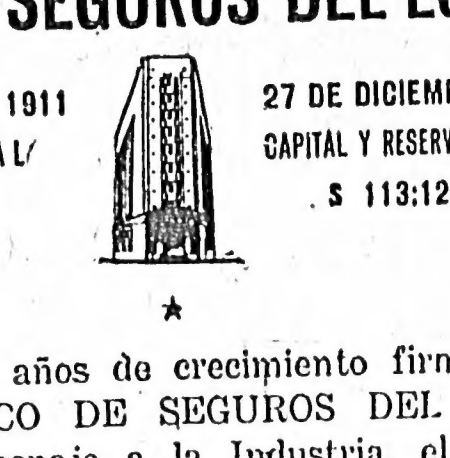 SEGUROS DEL
1911
27 DE DICIEM
CAPITAL Y RESERV
S 113:12
años de crecimiento fir
CO DE SEGUROS DEL
a la Industria, el